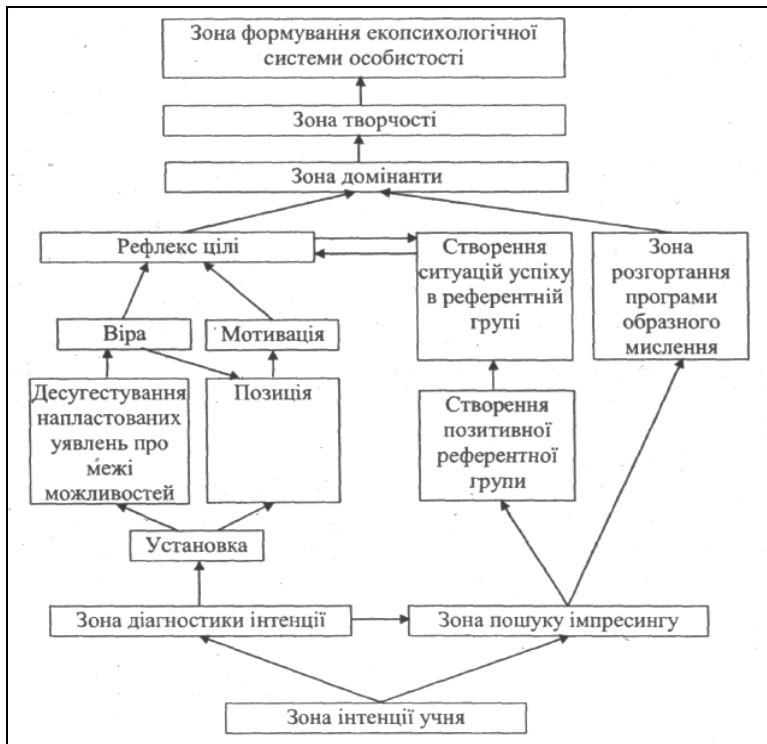 Зона формування екопсихологічної
системи особистості
Зона творчості
Зона домінанти
Рефлекс цілі
Створення
ситуацій успіху
в референтній
групі
Зона
розгортання
програми
образного
мислення
Віра
Мотивація
Десугестування
напластованих
уявлень про
межі
можливостей
Позиція
Створення
позитивної
референтної
групи
Установка
Зона діагностики інтенції
Зона пошуку імпресингу
Зона інтенції учня